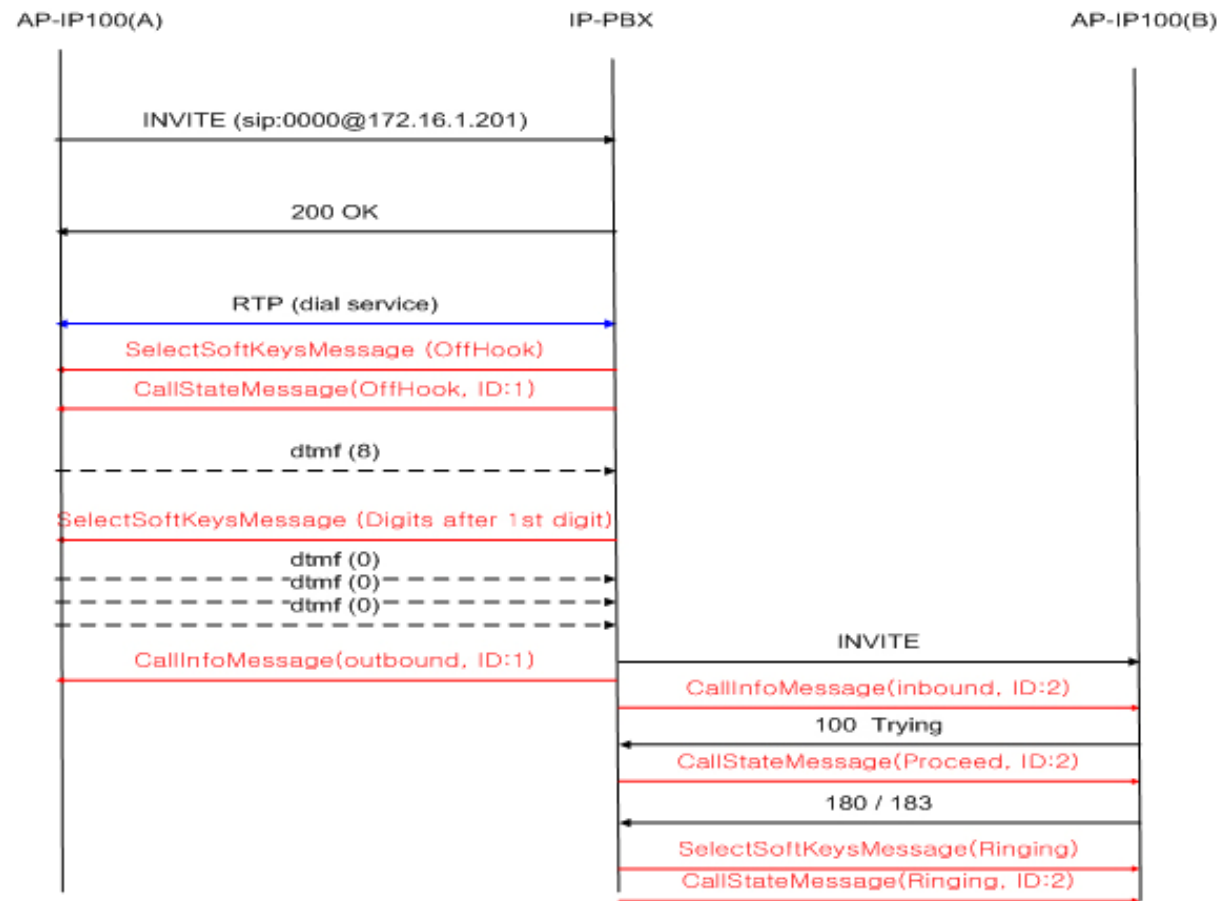 AP-IP100(A) IP-PBX AP-IP100(B)
INVITE (sip:0000@172.16.1.201)
200 OK
RTP (dial service)
SelectSoftKeysMessage (OffHook)
CallStateMessage(OffHook, ID:1)
dtmf (8)
SelectSoftKeysMessage (Digits after 1st digit)
dtmf (0)
dtmf (0)
dtmf (0)
INVITE
CallInfoMessage(outbound, ID:1)
CallInfoMessage(inbound, ID:2)
100 Trying
CallStateMessage(Proceed, ID:2)
180 / 183
SelectSoftKeysMessage(Ringing)
CallStateMessage(Ringing, ID:2)